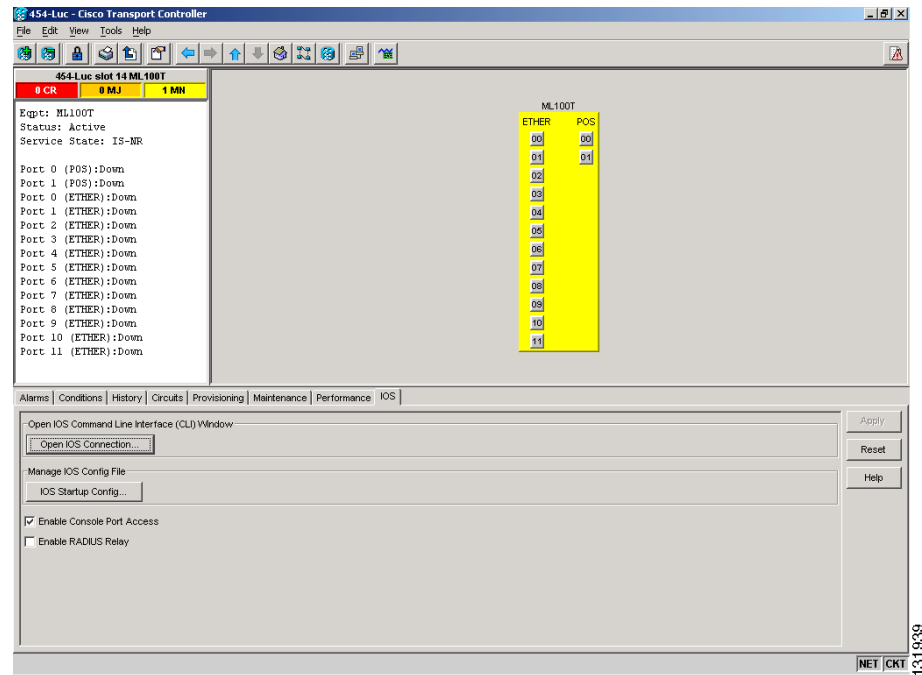 454-Luc - Cisco Transport Controller
File Edit View Tools Help
454-Luc slot 14 ML100T
0 CR 0 MJ 1 MN
Eqpt: ML100T
Status: Active
Service State: IS-NR
Port 0 (POS):Down
Port 1 (POS):Down
Port 0 (ETHER):Down
Port 1 (ETHER):Down
Port 2 (ETHER):Down
Port 3 (ETHER):Down
Port 4 (ETHER):Down
Port 5 (ETHER):Down
Port 6 (ETHER):Down
Port 7 (ETHER):Down
Port 8 (ETHER):Down
Port 9 (ETHER):Down
Port 10 (ETHER):Down
Port 11 (ETHER):Down
ML100T
ETHER POS
00 00
01 01
02
03
04
05
06
07
08
09
10
11
Alarms Conditions History Circuits Provisioning Maintenance Performance IOS
Open IOS Command Line Interface (CLI) Window
Open IOS Connection...
Manage IOS Config File
IOS Startup Config...
Enable Console Port Access
Enable RADIUS Relay
Apply
Reset
Help
NET CKT
131939